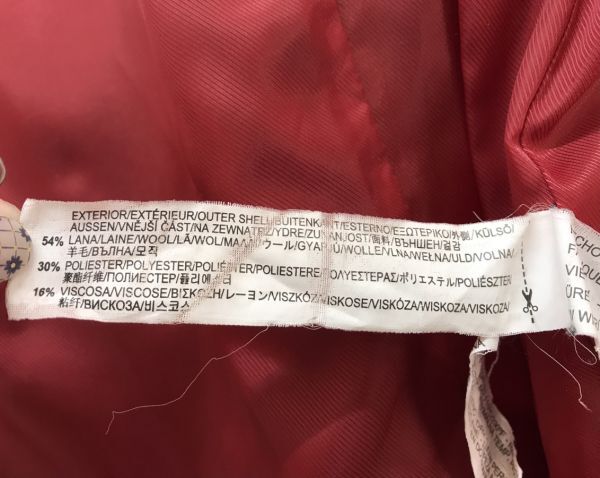 EXTERIOR/EXTÉRIEUR/OUTER SHELL/BUITENKANT/ESTERNO/ΕΞΩΤΕΡΙΚΟ/外側/KÜLSŐ/
AUSSEN/VNĚJŠÍ ČÁST/NA ZEWNĄTRZ/YDRE/ZUNANJOST/面料/ВЪНШЕН/겉감
54% LANA/LAINE/WOOL/LÃ/WOL/ウール/GYAPJÚ/WOLLE/VLNA/WEŁNA/ULD/VOLNA/
羊毛/ВЪЛНА/모직
30% POLIESTER/POLYESTER/POLIÉSTER/POLIESTERE/ΠΟΛΥΕΣΤΕΡΑΣ/ポリエステル/POLIÉSZTER
聚酯纤维/ПОЛИЕСТЕР/폴리에스터
16% VISCOSA/VISCOSE/ΒΙΣΚΟΖΗ/レーヨン/VISZKÓZ/VISKOSE/VISKÓZA/WISKOZA/VISKOZA/
粘纤/ВИСКОЗА/비스코스